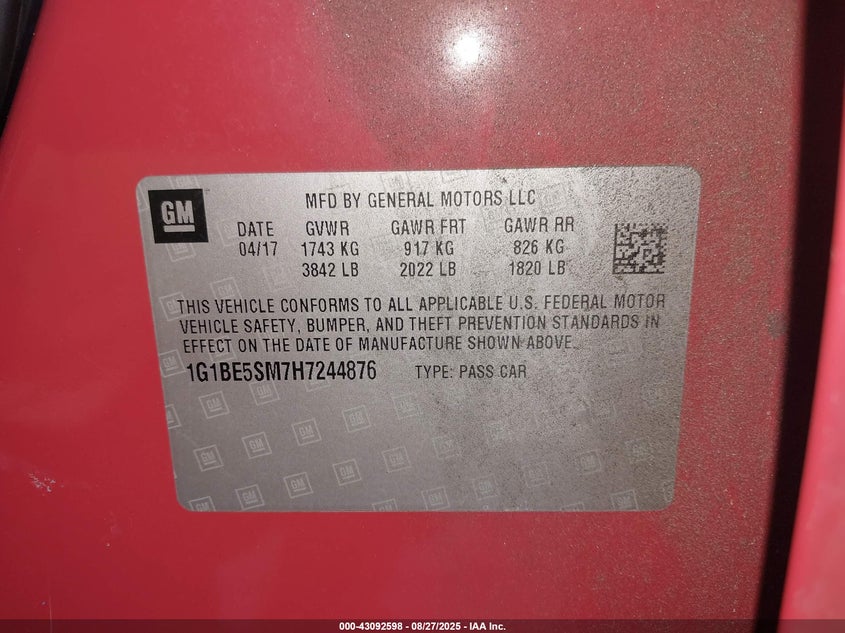 GM
MFD BY GENERAL MOTORS LLC
DATE GVWR GAWR FRT GAWR RR
04/17 1743 KG 917 KG 826 KG
3842 LB 2022 LB 1820 LB
THIS VEHICLE CONFORMS TO ALL APPLICABLE U.S. FEDERAL MOTOR
VEHICLE SAFETY, BUMPER, AND THEFT PREVENTION STANDARDS IN
EFFECT ON THE DATE OF MANUFACTURE SHOWN ABOVE.
1G1BE5SM7H7244876 TYPE: PASS CAR
000-43092598 - 08/27/2025 - IAA Inc.